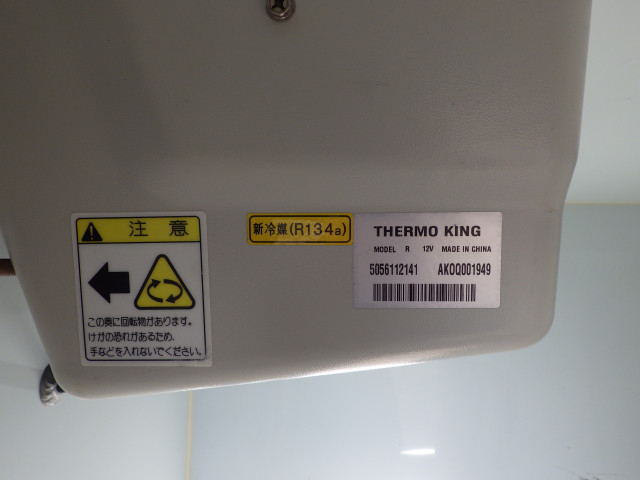 注 意
この奥に回転物があります。
けがの恐れがあるため、
手などを入れないでください。
新冷媒(R134a)
THERMO KING
MODEL R 12V MADE IN CHINA
5056112141 AKOQ001949